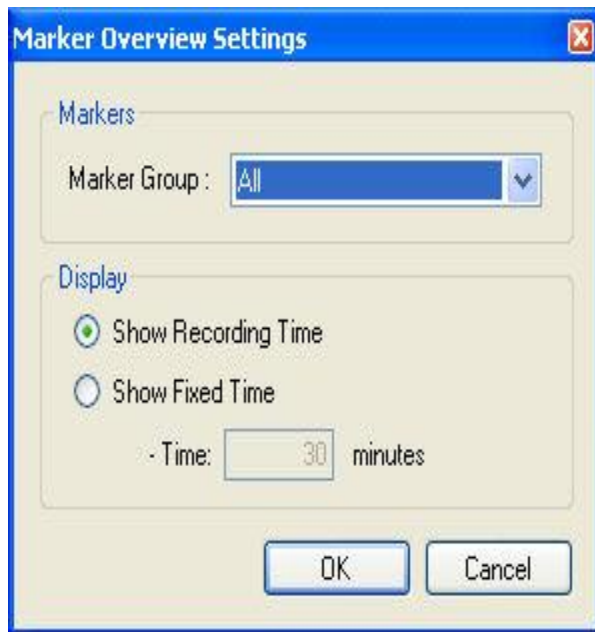 Marker Overview Settings
Markers
Marker Group : All
Display
Show Recording Time
Show Fixed Time
- Time: 30 minutes
OK Cancel